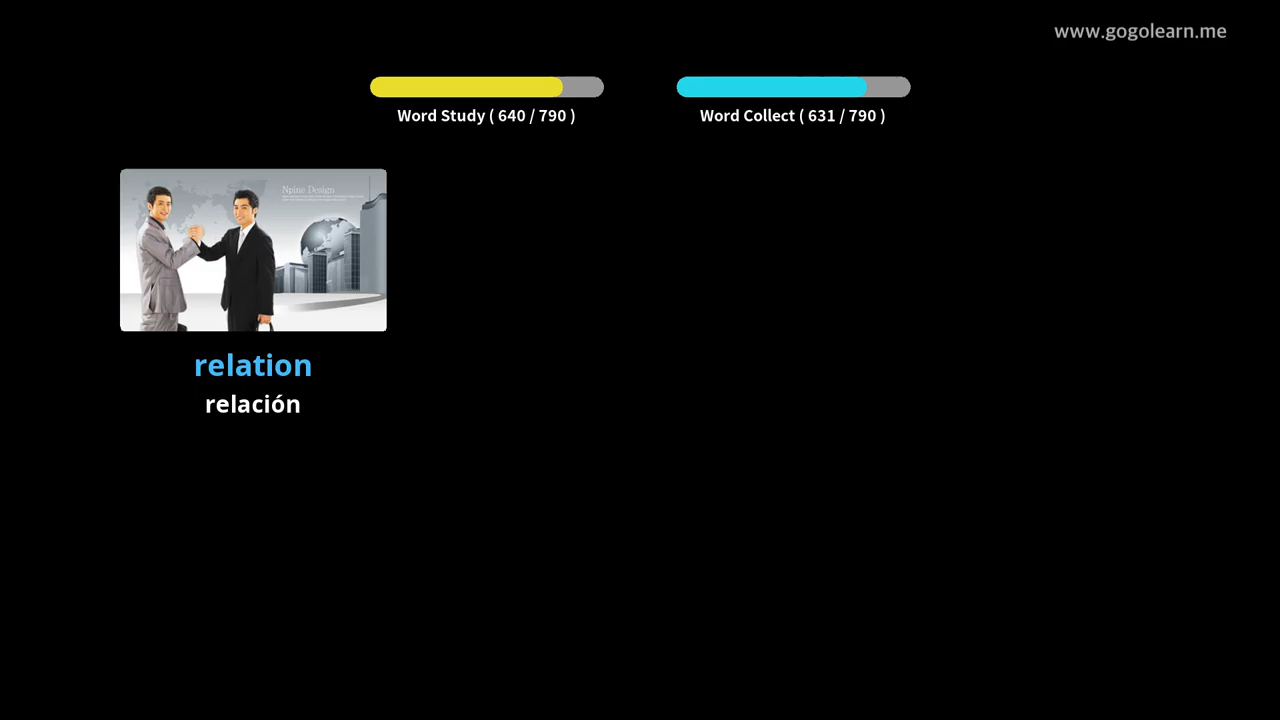 www.gogolearn.me
Word Study ( 640 / 790 )
Word Collect ( 631 / 790 )
Npine Design
relation
relación